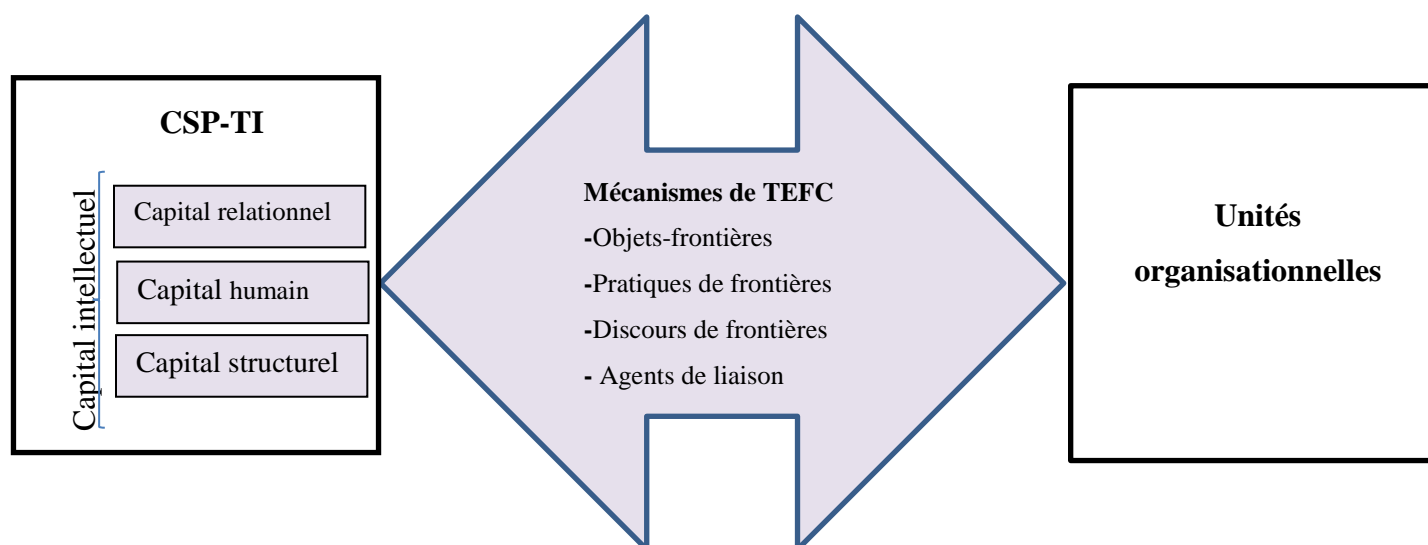 CSP-TI
Capital intellectuel
Capital relationnel
Capital humain
Capital structurel
Mécanismes de TEFC
-Objets-frontières
-Pratiques de frontières
-Discours de frontières
- Agents de liaison
Unités
organisationnelles